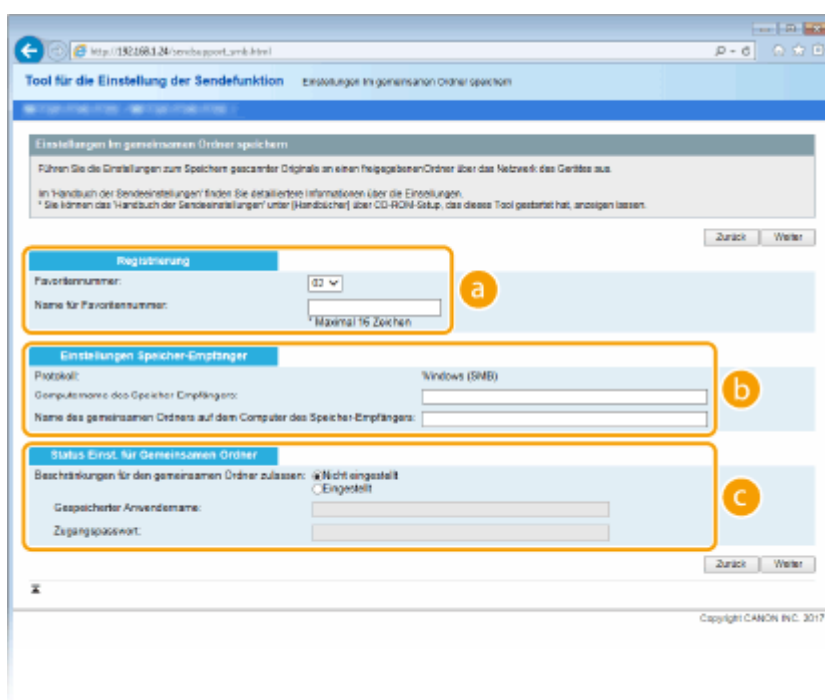 http://192.168.1.24/sendsupport_smb.html
Tool für die Einstellung der Sendefunktion Einstellungen Im gemeinsamen Ordner speichern
Einstellungen Im gemeinsamen Ordner speichern
Führen Sie die Einstellungen zum Speichern gescannter Originale an einen freigegebenen Ordner über das Netzwerk des Gerätes aus.
Im 'Handbuch der Sendeeinstellungen' finden Sie detailliertere Informationen über die Einstellungen.
* Sie können das 'Handbuch der Sendeeinstellungen' unter [Handbücher] über CD-ROM-Setup, das dieses Tool gestartet hat, anzeigen lassen.
Zurück Weiter
Registrierung
Favoritennummer: 02
Name für Favoritennummer:
* Maximal 16 Zeichen
a
Einstellungen Speicher-Empfänger
Protokoll: Windows (SMB)
Computername des Speicher Empfängers:
Name des gemeinsamen Ordners auf dem Computer des Speicher-Empfängers:
b
Status Einst. für Gemeinsamen Ordner
Beschränkungen für den gemeinsamen Ordner zulassen: Nicht eingestellt
Eingestellt
Gespeicherter Anwendername:
Zugangspasswort:
c
Zurück Weiter
Copyright CANON INC. 2017